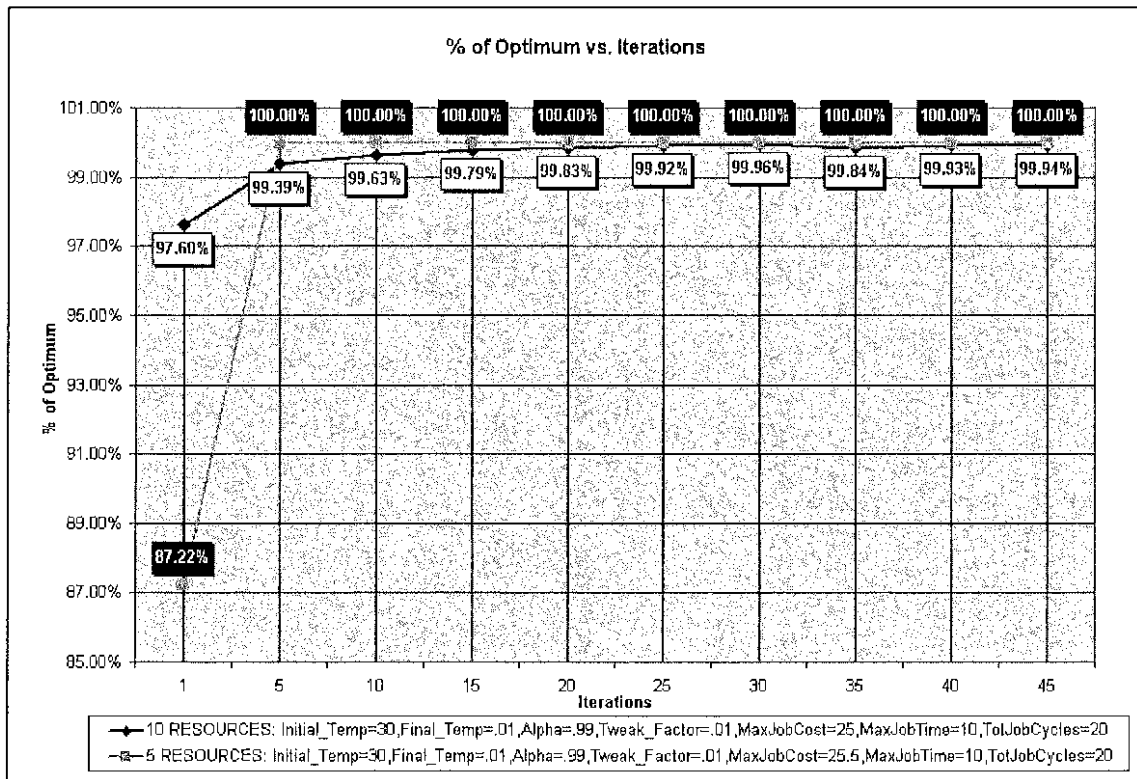 % of Optimum vs. Iterations
101.00%
99.00%
97.00%
95.00%
93.00%
91.00%
89.00%
87.00%
85.00%
% of Optimum
100.00% 100.00% 100.00% 100.00% 100.00% 100.00% 100.00% 100.00% 100.00%
97.60% 99.39% 99.63% 99.79% 99.83% 99.92% 99.96% 99.84% 99.93% 99.94%
87.22%
1 5 10 15 20 25 30 35 40 45
Iterations
10 RESOURCES: Initial_Temp=30,Final_Temp=.01,Alpha=.99,Tweak_Factor=.01,MaxJobCost=25,MaxJobTime=10,TotJobCycles=20
5 RESOURCES: Initial_Temp=30,Final_Temp=.01,Alpha=.99,Tweak_Factor=.01,MaxJobCost=25.5,MaxJobTime=10,TotJobCycles=20